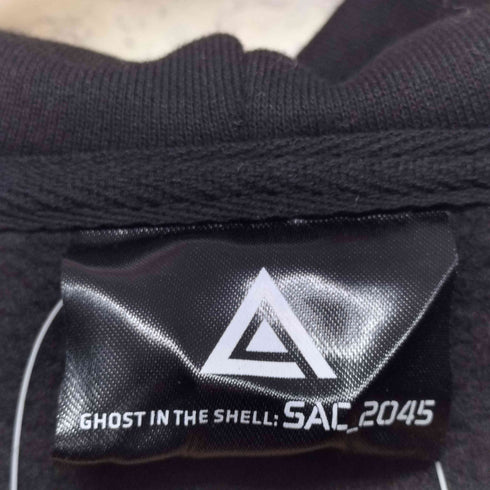 GHOST IN THE SHELL: SAC_2045